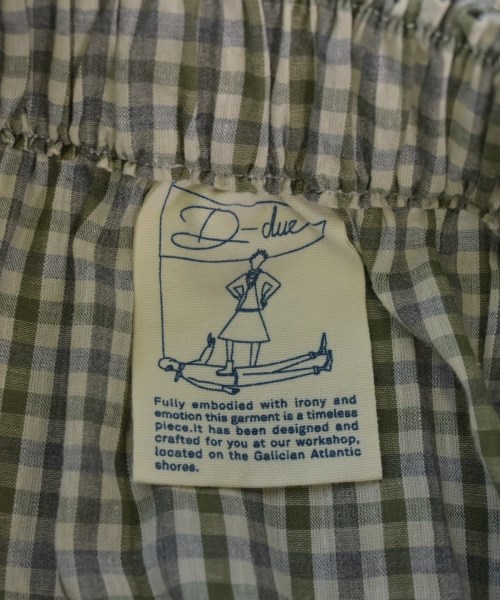 D-due
Fully embodied with irony and
emotion this garment is a timeless
piece.It has been designed and
crafted for you at our workshop,
located on the Galician Atlantic
shores.